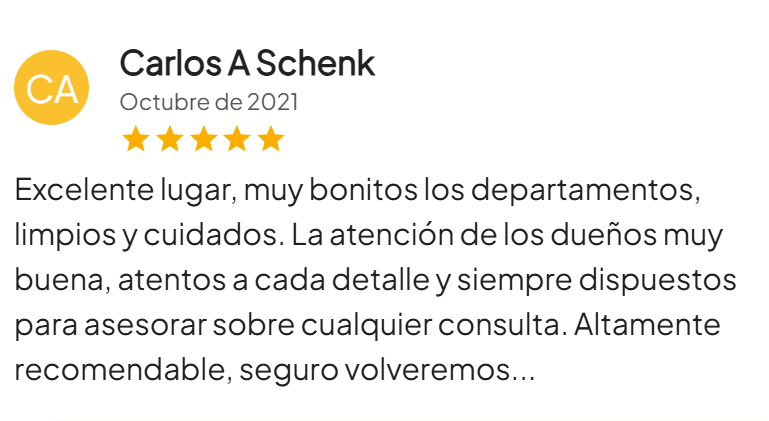 CA
Carlos A Schenk
Octubre de 2021
Excelente lugar, muy bonitos los departamentos,
limpios y cuidados. La atención de los dueños muy
buena, atentos a cada detalle y siempre dispuestos
para asesorar sobre cualquier consulta. Altamente
recomendable, seguro volveremos...